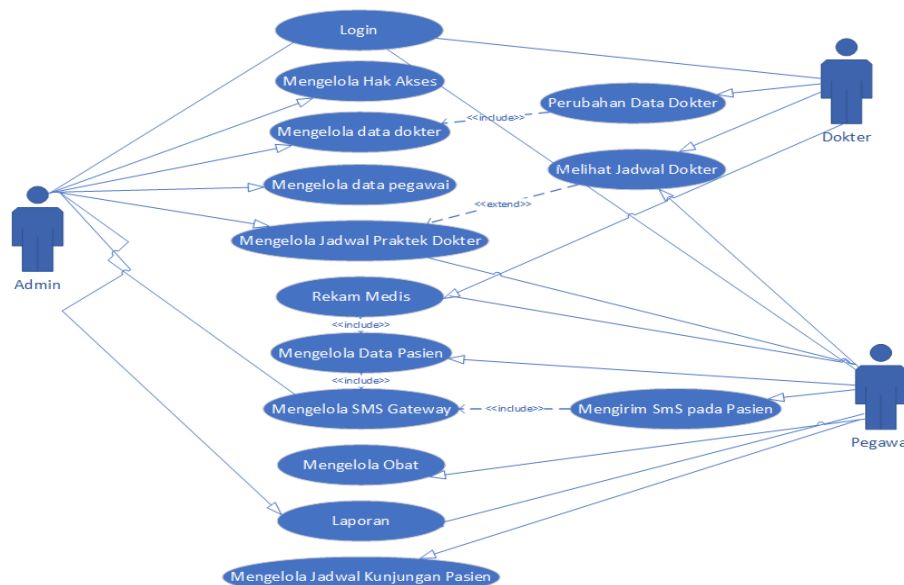 Login
Mengelola Hak Akses
Perubahan Data Dokter
<<include>>
Mengelola data dokter
Dokter
Melihat Jadwal Dokter
Mengelola data pegawai
<<extend>>
Mengelola Jadwal Praktek Dokter
Admin
Rekam Medis
<<include>>
Mengelola Data Pasien
<<include>>
Mengelola SMS Gateway
<<include>>
Mengirim SmS pada Pasien
Pegawa
Mengelola Obat
Laporan
Mengelola Jadwal Kunjungan Pasien